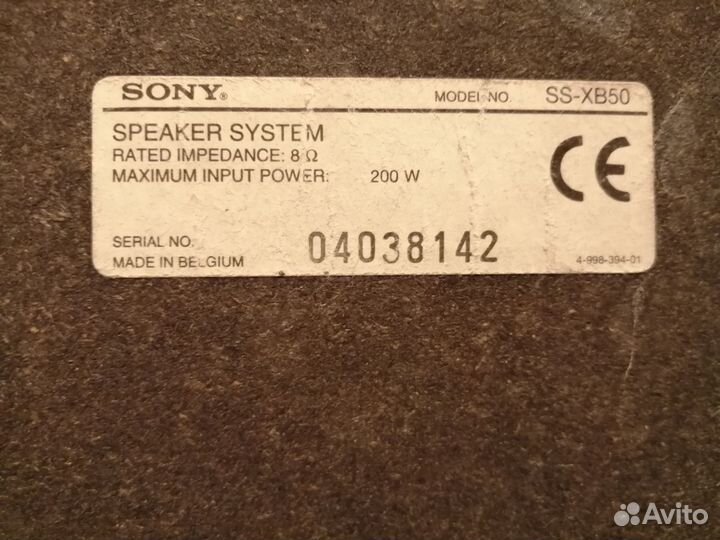 SONY®
MODEL NO. SS-XB50
SPEAKER SYSTEM
RATED IMPEDANCE: 8 Ω
MAXIMUM INPUT POWER: 200 W
CE
SERIAL NO. 04038142
MADE IN BELGIUM
4-998-394-01
Avito